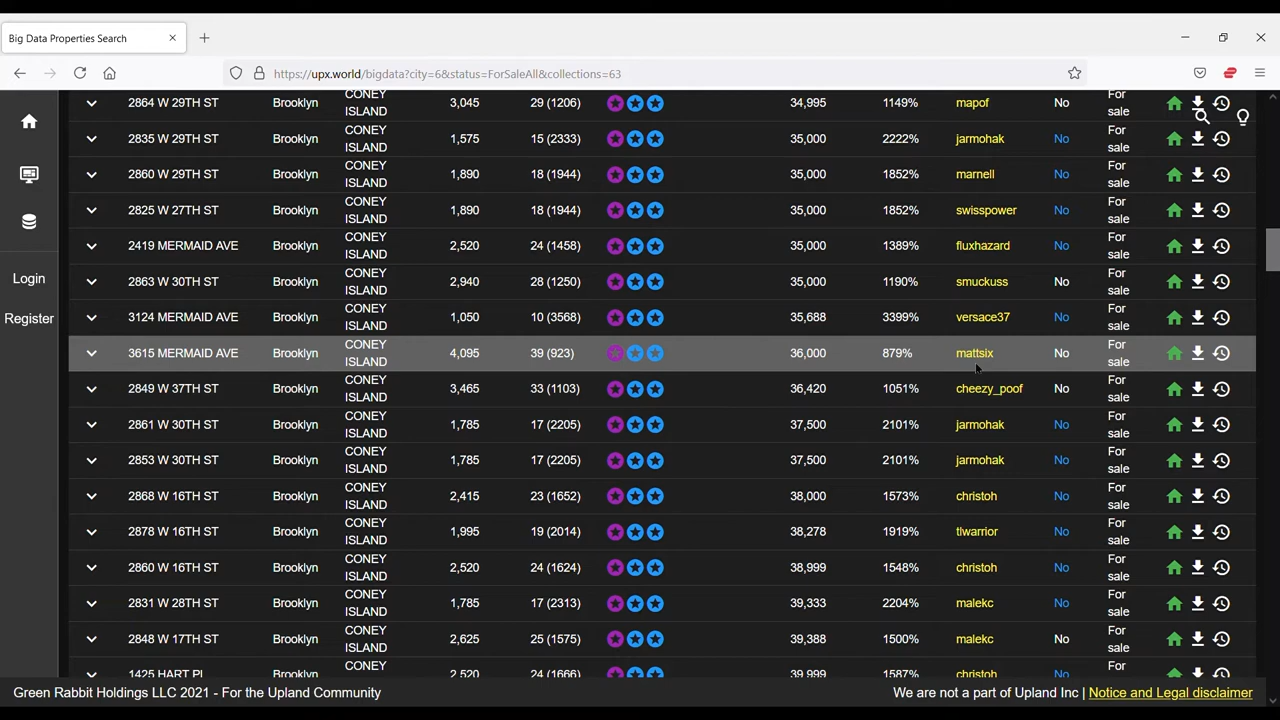 Big Data Properties Search
https://upx.world/bigdata?city=6&status=ForSaleAll&collections=63
Login
Register
2864 W 29TH ST Brooklyn CONEY ISLAND 3,045 29 (1206) 34,995 1149% mapof No For sale
2835 W 29TH ST Brooklyn CONEY ISLAND 1,575 15 (2333) 35,000 2222% jarmohak No For sale
2860 W 29TH ST Brooklyn CONEY ISLAND 1,890 18 (1944) 35,000 1852% marnell No For sale
2825 W 27TH ST Brooklyn CONEY ISLAND 1,890 18 (1944) 35,000 1852% swisspower No For sale
2419 MERMAID AVE Brooklyn CONEY ISLAND 2,520 24 (1458) 35,000 1389% fluxhazard No For sale
2863 W 30TH ST Brooklyn CONEY ISLAND 2,940 28 (1250) 35,000 1190% smuckuss No For sale
3124 MERMAID AVE Brooklyn CONEY ISLAND 1,050 10 (3568) 35,688 3399% versace37 No For sale
3615 MERMAID AVE Brooklyn CONEY ISLAND 4,095 39 (923) 36,000 879% mattsix No For sale
2849 W 37TH ST Brooklyn CONEY ISLAND 3,465 33 (1103) 36,420 1051% cheezy_poof No For sale
2861 W 30TH ST Brooklyn CONEY ISLAND 1,785 17 (2205) 37,500 2101% jarmohak No For sale
2853 W 30TH ST Brooklyn CONEY ISLAND 1,785 17 (2205) 37,500 2101% jarmohak No For sale
2868 W 16TH ST Brooklyn CONEY ISLAND 2,415 23 (1652) 38,000 1573% christoh No For sale
2878 W 16TH ST Brooklyn CONEY ISLAND 1,995 19 (2014) 38,278 1919% tlwarrior No For sale
2860 W 16TH ST Brooklyn CONEY ISLAND 2,520 24 (1624) 38,999 1548% christoh No For sale
2831 W 28TH ST Brooklyn CONEY ISLAND 1,785 17 (2313) 39,333 2204% malekc No For sale
2848 W 17TH ST Brooklyn CONEY ISLAND 2,625 25 (1575) 39,388 1500% malekc No For sale
1425 HART PL Brooklyn CONEY 2,520 24 (1666) 39,999 1587% christoh No For
Green Rabbit Holdings LLC 2021 - For the Upland Community
We are not a part of Upland Inc | Notice and Legal disclaimer